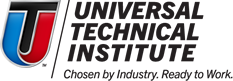 UNIVERSAL
TECHNICAL
INSTITUTE
Chosen by Industry. Ready to Work.